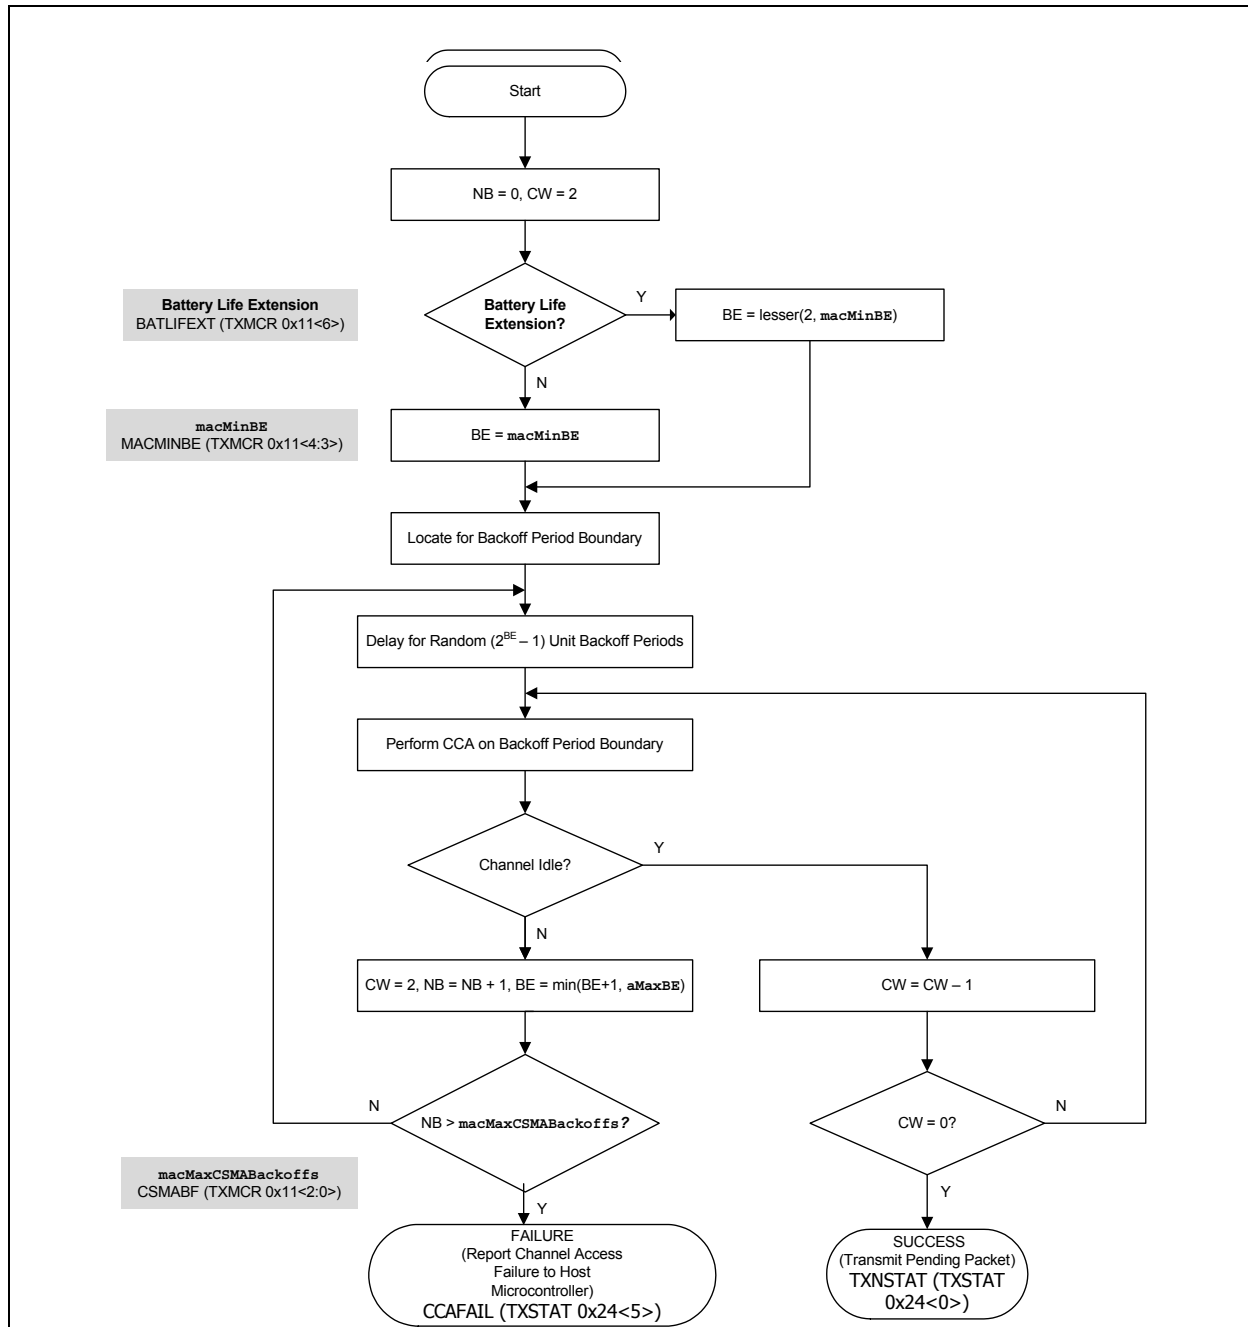 Start
NB = 0, CW = 2
Battery Life Extension
BATLIFEXT (TXMCR 0x11<6>)
Battery Life
Extension?
Y
BE = lesser(2, macMinBE)
N
macMinBE
MACMINBE (TXMCR 0x11<4:3>)
BE = macMinBE
Locate for Backoff Period Boundary
Delay for Random (2^BE – 1) Unit Backoff Periods
Perform CCA on Backoff Period Boundary
Channel Idle?
Y
N
CW = 2, NB = NB + 1, BE = min(BE+1, aMaxBE)
CW = CW – 1
N
NB > macMaxCSMABackoffs?
CW = 0?
N
macMaxCSMABackoffs
CSMABF (TXMCR 0x11<2:0>)
Y
Y
FAILURE
(Report Channel Access
Failure to Host
Microcontroller)
CCAFAIL (TXSTAT 0x24<5>)
SUCCESS
(Transmit Pending Packet)
TXNSTAT (TXSTAT
0x24<0>)